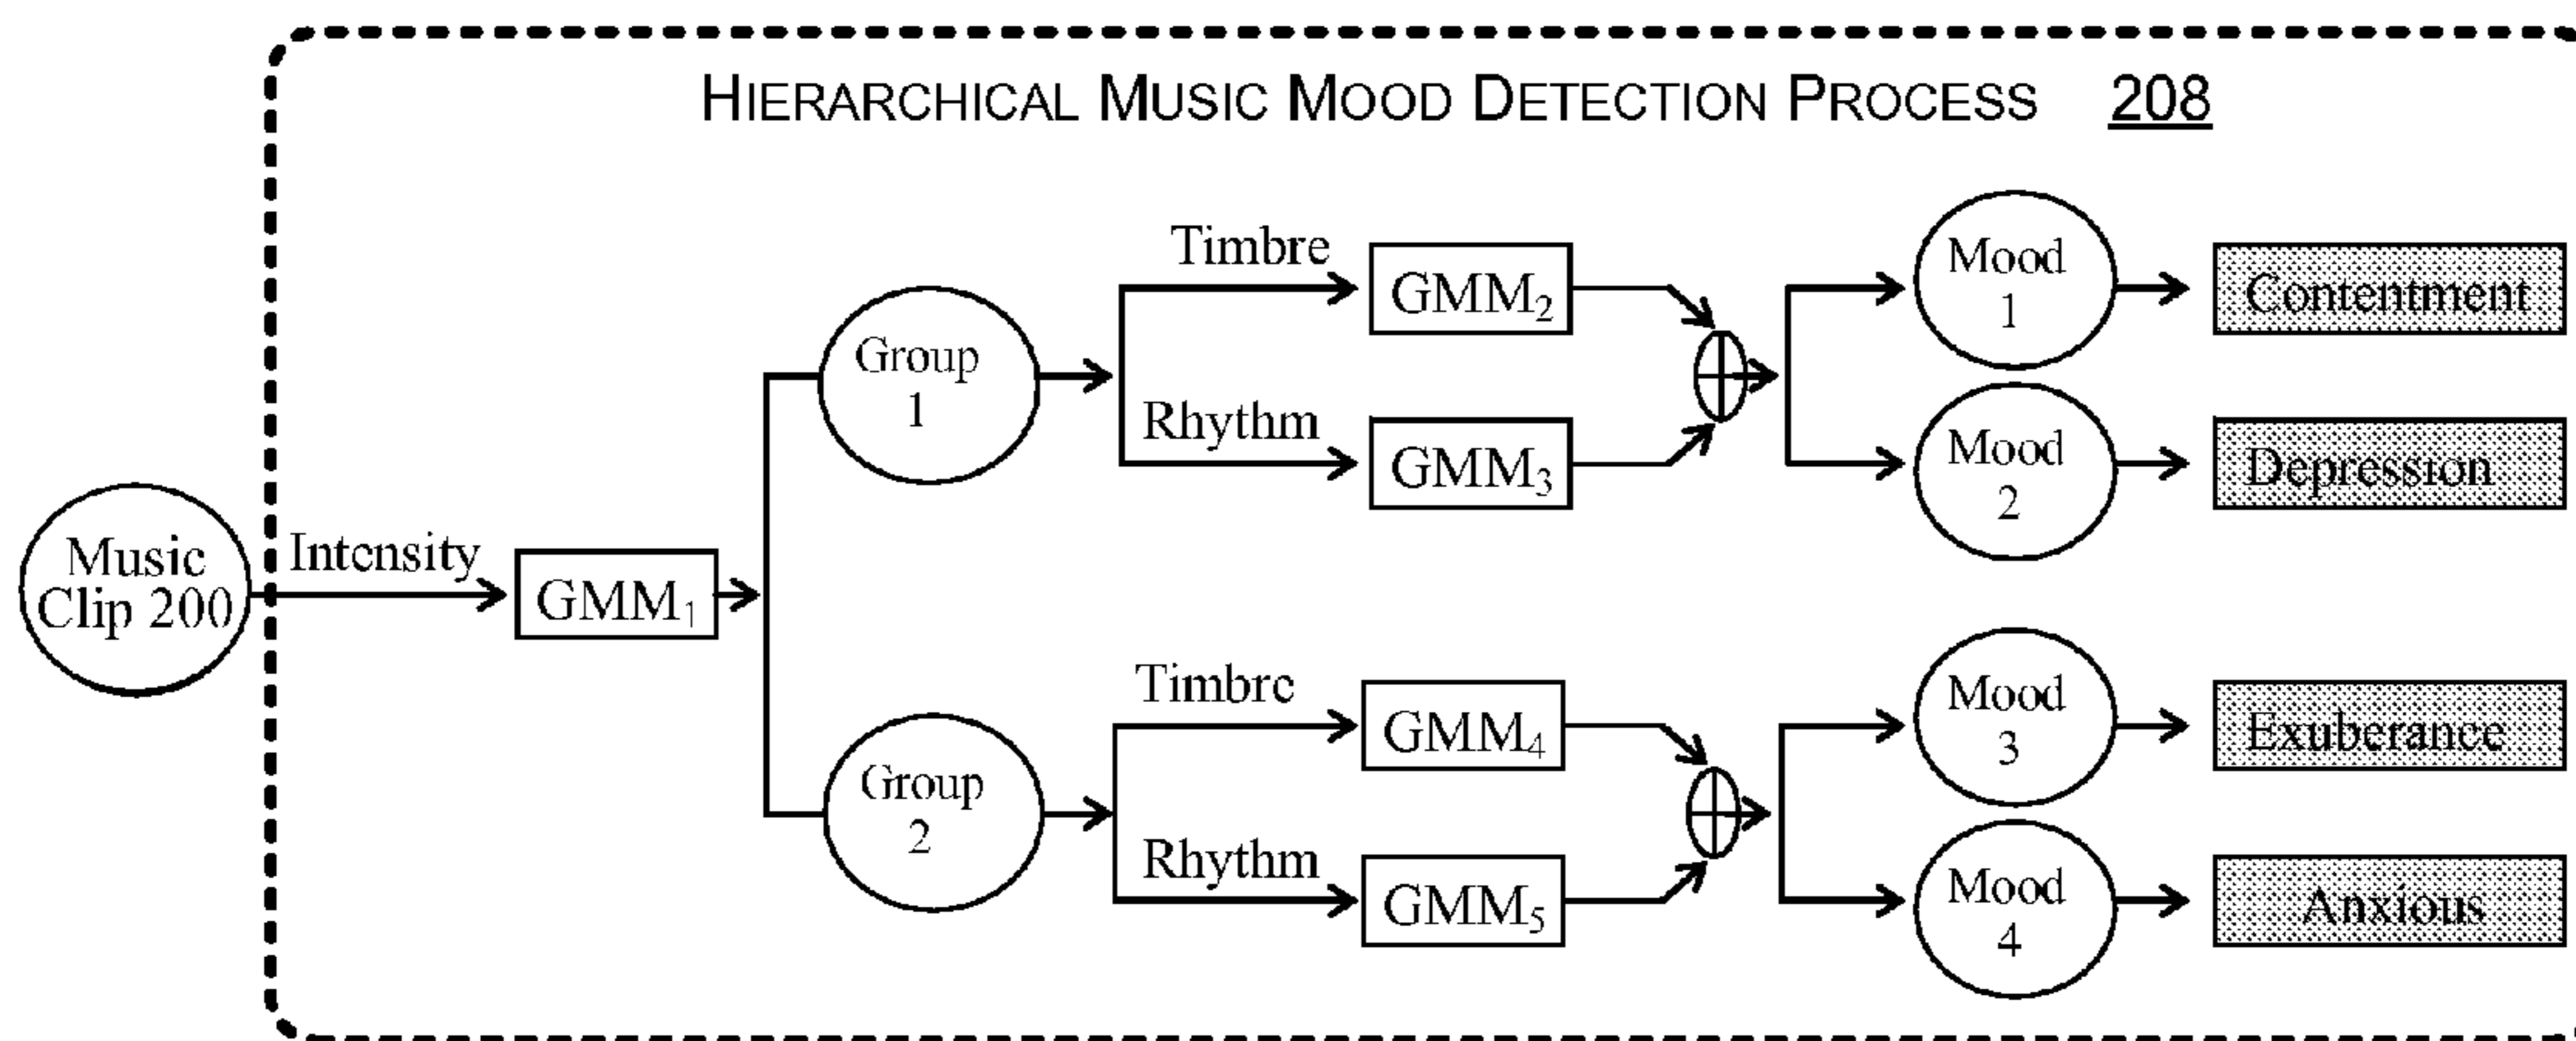 HIERARCHICAL MUSIC MOOD DETECTION PROCESS 208
Music
Clip 200
Intensity
GMM1
Group
1
Timbre
GMM2
Rhythm
GMM3
Mood
1
Contentment
Mood
2
Depression
Group
2
Timbre
GMM4
Rhythm
GMM5
Mood
3
Exuberance
Mood
4
Anxious